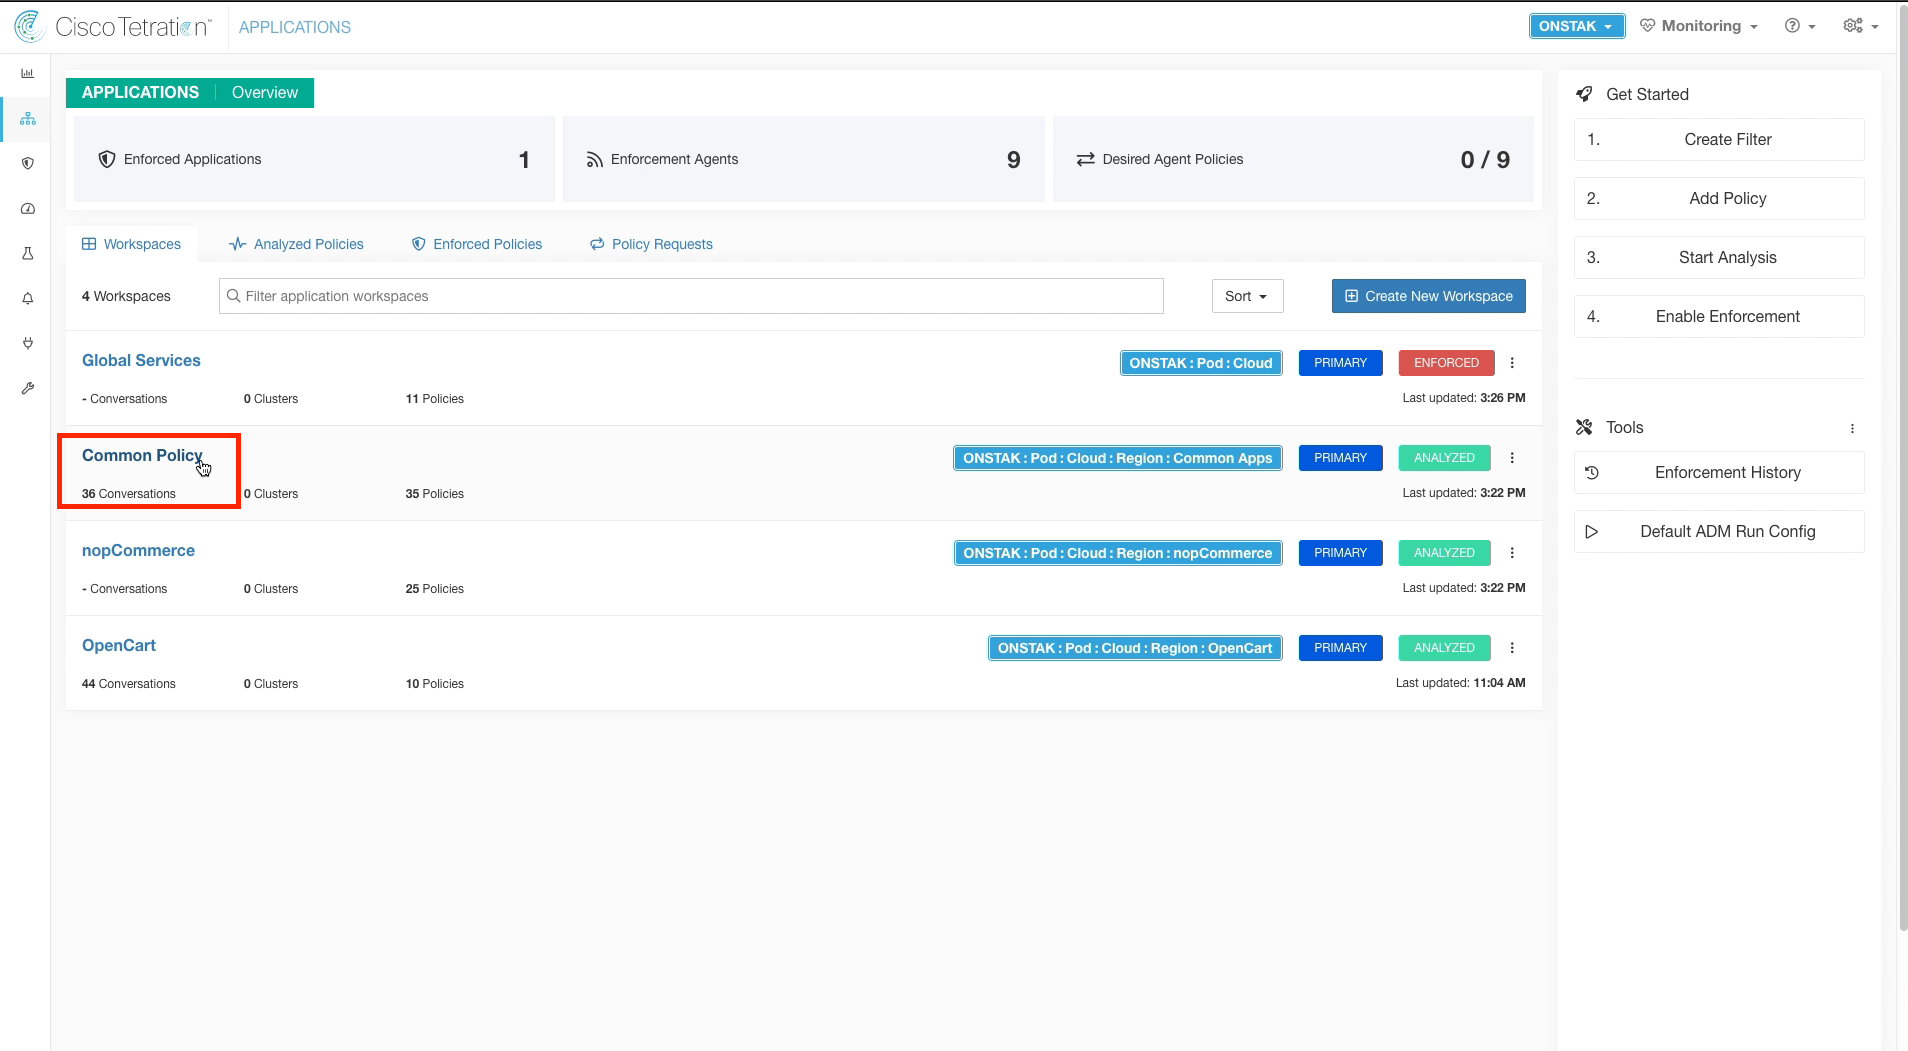 Cisco Tetration™ APPLICATIONS ONSTAK Monitoring
APPLICATIONS Overview
Enforced Applications 1 Enforcement Agents 9 Desired Agent Policies 0 / 9
Workspaces Analyzed Policies Enforced Policies Policy Requests
4 Workspaces Filter application workspaces Sort Create New Workspace
Global Services ONSTAK : Pod : Cloud PRIMARY ENFORCED
- Conversations 0 Clusters 11 Policies Last updated: 3:26 PM
Common Policy ONSTAK : Pod : Cloud : Region : Common Apps PRIMARY ANALYZED
36 Conversations 0 Clusters 35 Policies Last updated: 3:22 PM
nopCommerce ONSTAK : Pod : Cloud : Region : nopCommerce PRIMARY ANALYZED
- Conversations 0 Clusters 25 Policies Last updated: 3:22 PM
OpenCart ONSTAK : Pod : Cloud : Region : OpenCart PRIMARY ANALYZED
44 Conversations 0 Clusters 10 Policies Last updated: 11:04 AM
Get Started
1. Create Filter
2. Add Policy
3. Start Analysis
4. Enable Enforcement
Tools
Enforcement History
Default ADM Run Config